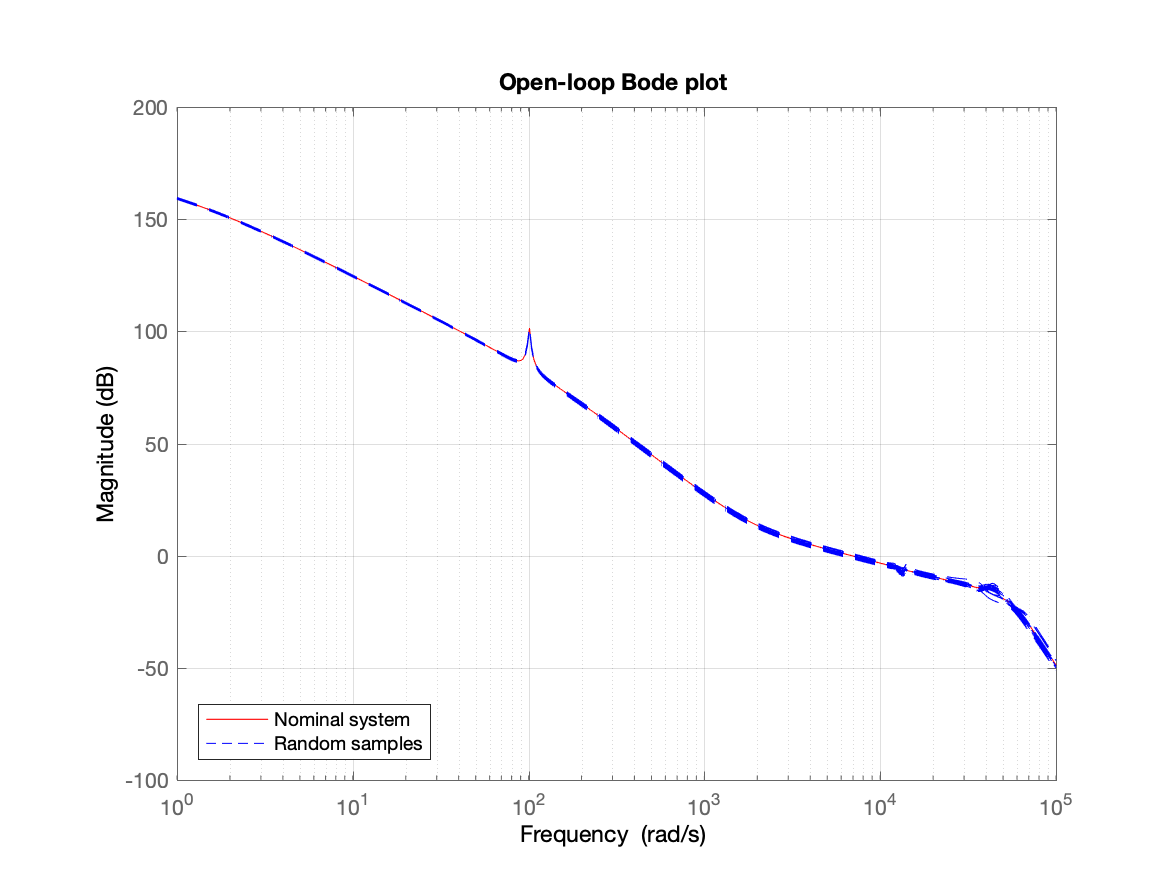 Open-loop Bode plot
200
150
100
50
0
-50
-100
Magnitude (dB)
Nominal system
Random samples
10^0 10^1 10^2 10^3 10^4 10^5
Frequency (rad/s)